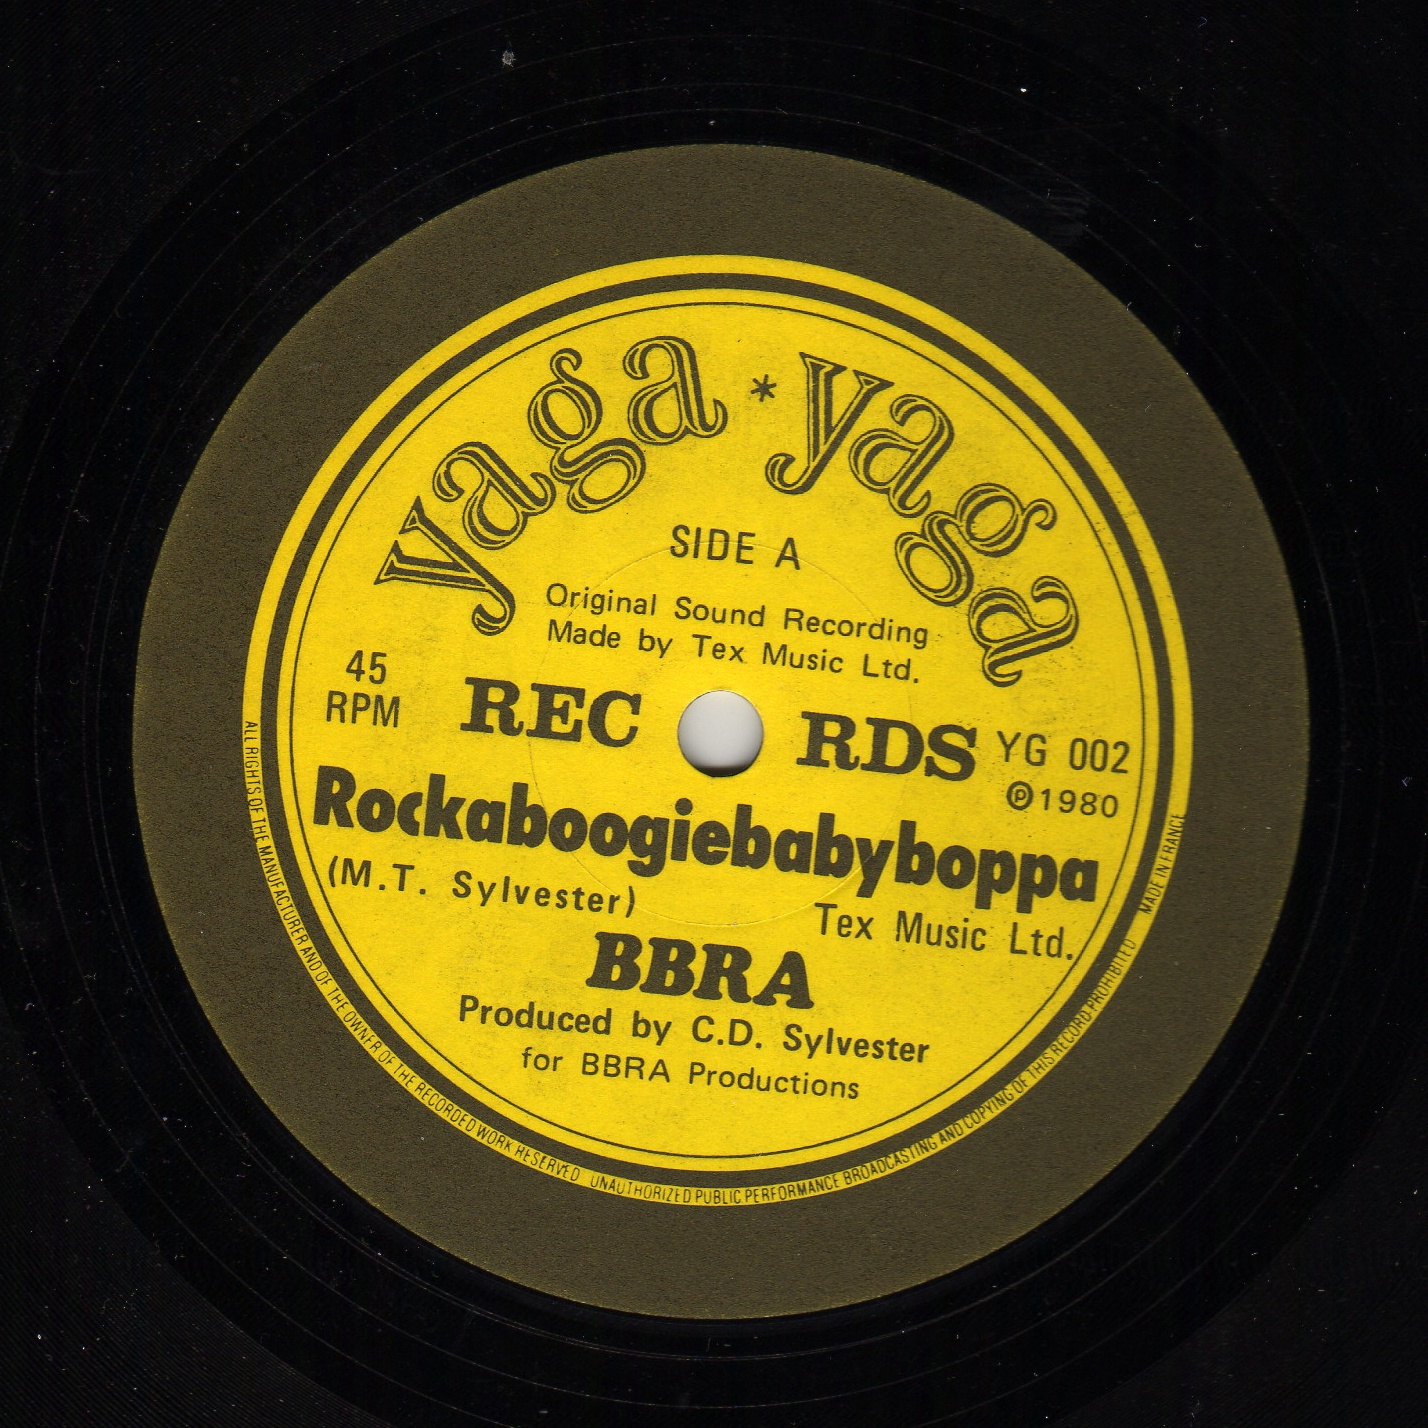 yaga * yaga
SIDE A
Original Sound Recording
Made by Tex Music Ltd.
45
RPM
REC RDS
YG 002
℗1980
Rockaboogiebabyboppa
(M.T. Sylvester)
Tex Music Ltd.
BBRA
Produced by C.D. Sylvester
for BBRA Productions
ALL RIGHTS OF THE MANUFACTURER AND OF THE OWNER OF THE RECORDED WORK RESERVED UNAUTHORIZED PUBLIC PERFORMANCE BROADCASTING AND COPYING OF THIS RECORD PROHIBITED MADE IN FRANCE